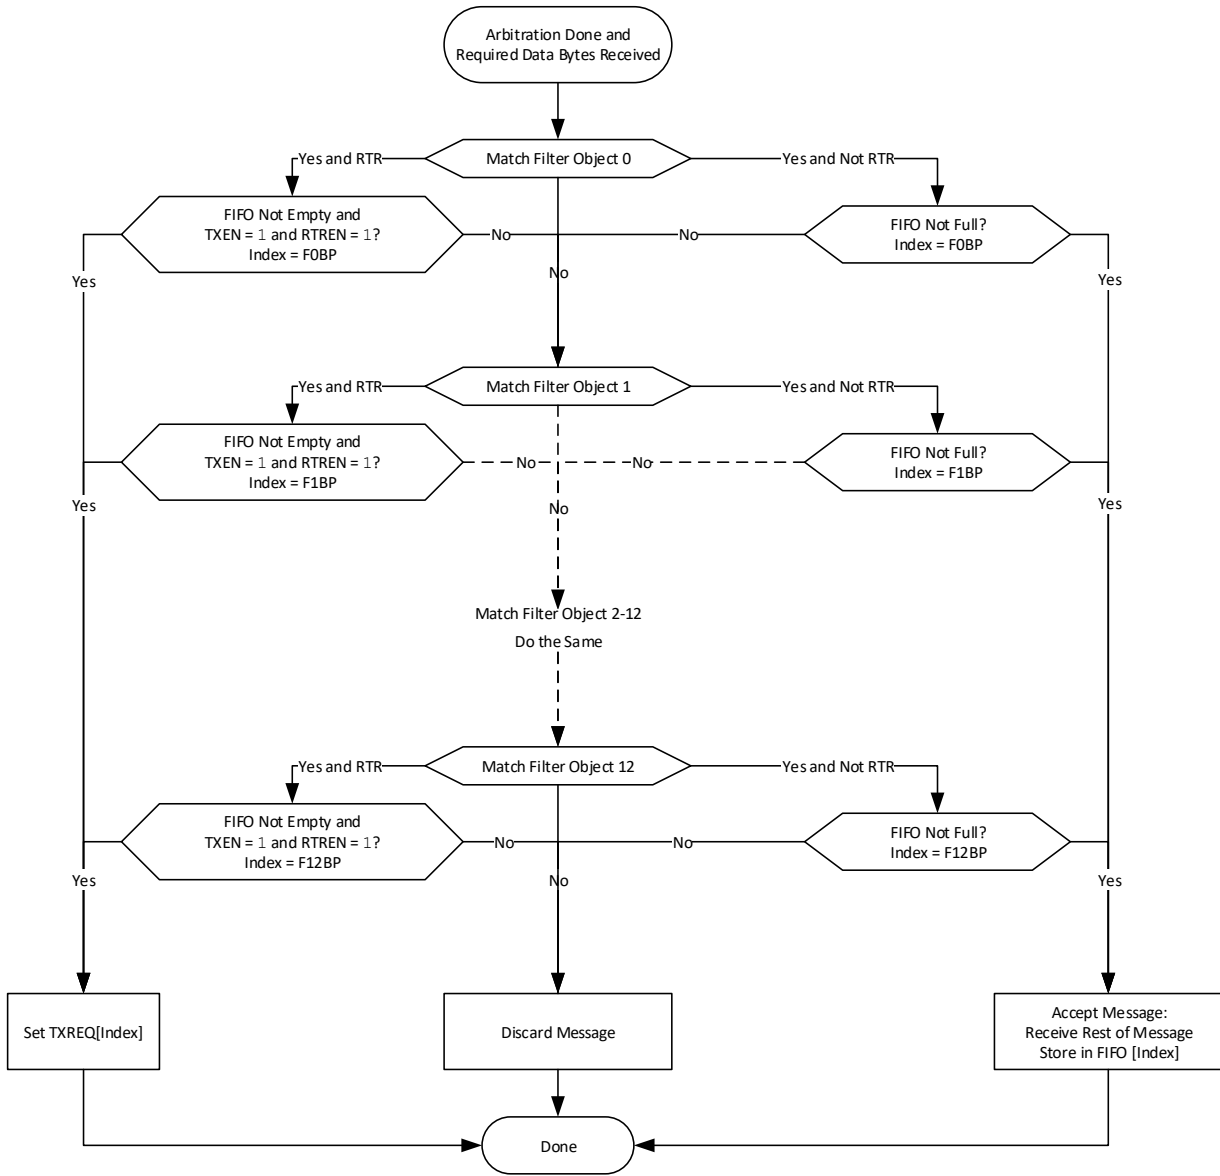 Arbitration Done and
Required Data Bytes Received
Yes and RTR
Match Filter Object 0
Yes and Not RTR
FIFO Not Empty and
TXEN = 1 and RTREN = 1?
Index = F0BP
No
No
FIFO Not Full?
Index = F0BP
Yes
No
Yes
Yes and RTR
Match Filter Object 1
Yes and Not RTR
FIFO Not Empty and
TXEN = 1 and RTREN = 1?
Index = F1BP
No
No
FIFO Not Full?
Index = F1BP
Yes
No
Yes
Match Filter Object 2-12
Do the Same
Yes and RTR
Match Filter Object 12
Yes and Not RTR
FIFO Not Empty and
TXEN = 1 and RTREN = 1?
Index = F12BP
No
No
FIFO Not Full?
Index = F12BP
Yes
No
Yes
Set TXREQ[Index]
Discard Message
Accept Message:
Receive Rest of Message
Store in FIFO [Index]
Done